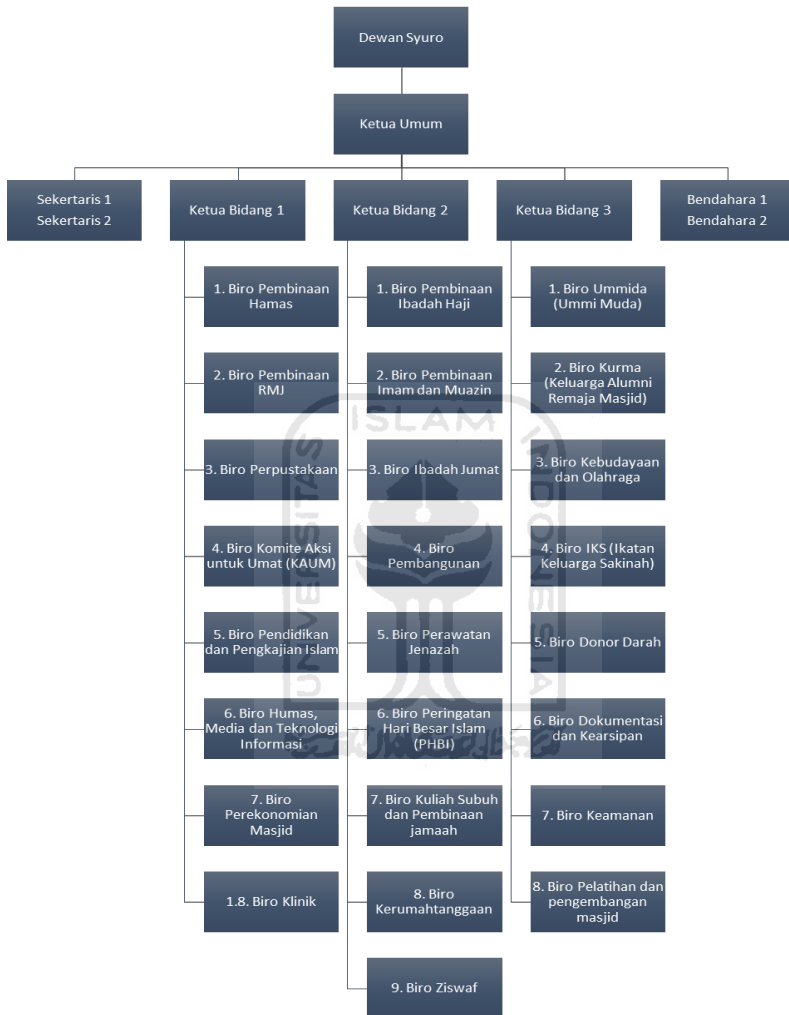 Dewan Syuro
Ketua Umum
Sekertaris 1
Sekertaris 2
Ketua Bidang 1
Ketua Bidang 2
Ketua Bidang 3
Bendahara 1
Bendahara 2
1. Biro Pembinaan
Hamas
2. Biro Pembinaan
RMJ
3. Biro Perpustakaan
4. Biro Komite Aksi
untuk Umat (KAUM)
5. Biro Pendidikan
dan Pengkajian Islam
6. Biro Humas,
Media dan Teknologi
Informasi
7. Biro
Perekonomian
Masjid
1.8. Biro Klinik
1. Biro Pembinaan
Ibadah Haji
2. Biro Pembinaan
Imam dan Muazin
3. Biro Ibadah Jumat
4. Biro
Pembangunan
5. Biro Perawatan
Jenazah
6. Biro Peringatan
Hari Besar Islam
(PHBI)
7. Biro Kuliah Subuh
dan Pembinaan
jamaah
8. Biro
Kerumahtanggaan
9. Biro Ziswaf
1. Biro Ummida
(Ummi Muda)
2. Biro Kurma
(Keluarga Alumni
Remaja Masjid)
3. Biro Kebudayaan
dan Olahraga
4. Biro IKS (Ikatan
Keluarga Sakinah)
5. Biro Donor Darah
6. Biro Dokumentasi
dan Kearsipan
7. Biro Keamanan
8. Biro Pelatihan dan
pengembangan
masjid
UNIVERSITAS
ISLAM
INDONESIA